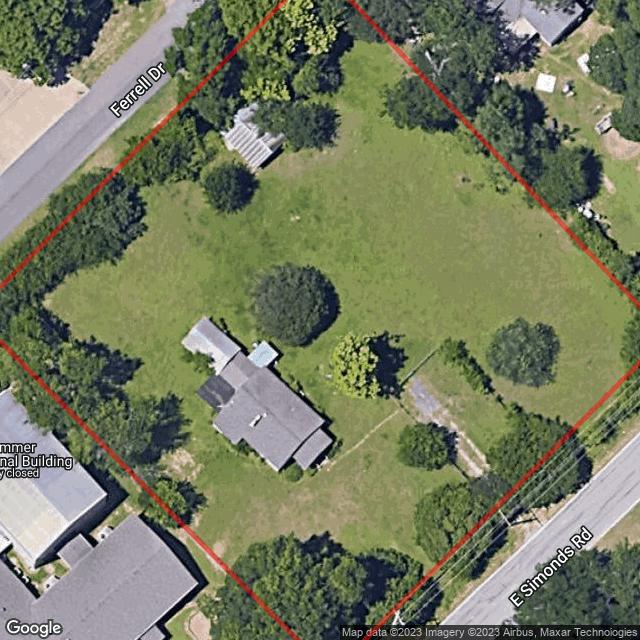 Ferrell Dr
mmer
nal Building
y closed
E Simonds Rd
Google
Map data ©2023 Imagery ©2023 Airbus, Maxar Technologies